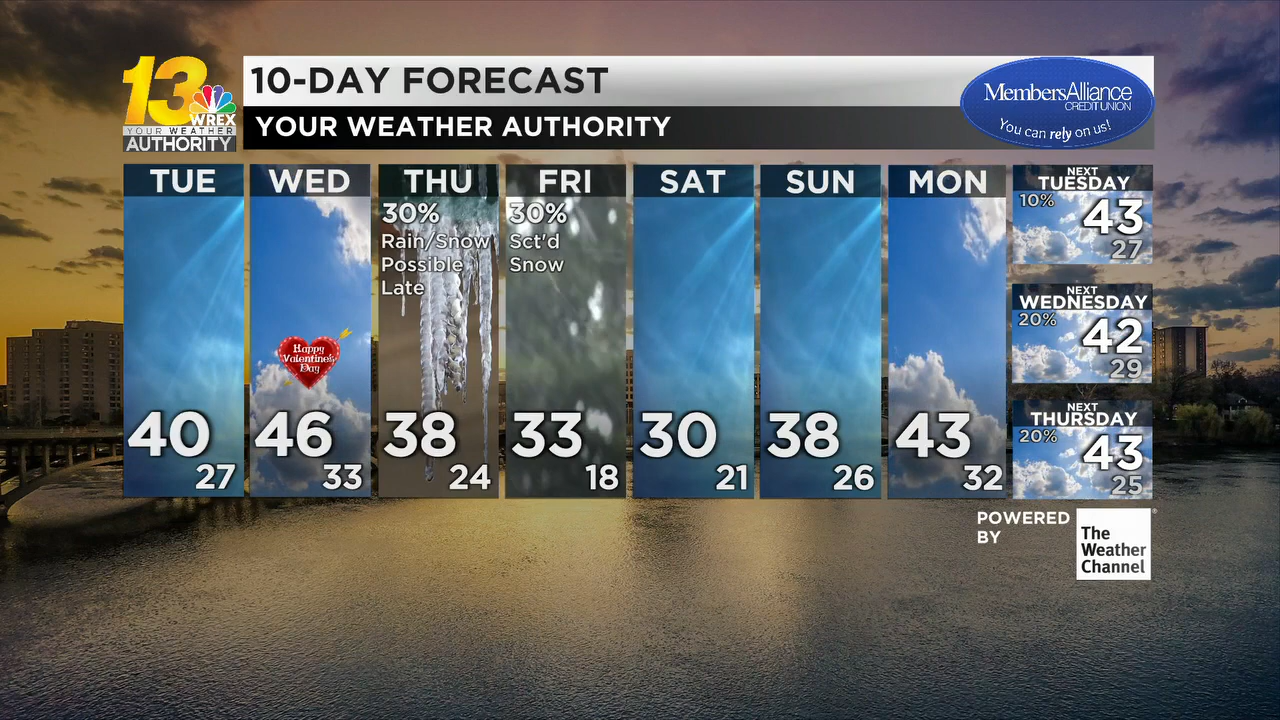 13
WREX
YOUR WEATHER
AUTHORITY
10-DAY FORECAST
YOUR WEATHER AUTHORITY
MembersAlliance
CREDIT UNION
You can rely on us!
TUE
40
27
WED
Happy
Valentine's
Day
46
33
THU
30%
Rain/Snow
Possible
Late
38
24
FRI
30%
Sct'd
Snow
33
18
SAT
30
21
SUN
38
26
MON
43
32
NEXT
TUESDAY
10%
43
27
NEXT
WEDNESDAY
20%
42
29
NEXT
THURSDAY
20%
43
25
POWERED
BY
The
Weather
Channel
®